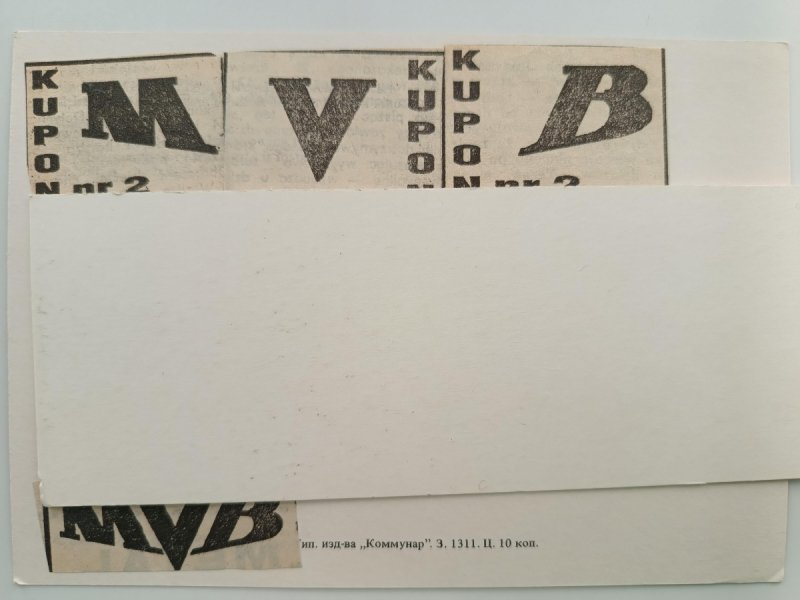 KUPON
M
nr 2
V
KUPON
KUPON
B
nr 2
MVB
Тип. изд-ва „Коммунар”. З. 1311. Ц. 10 коп.